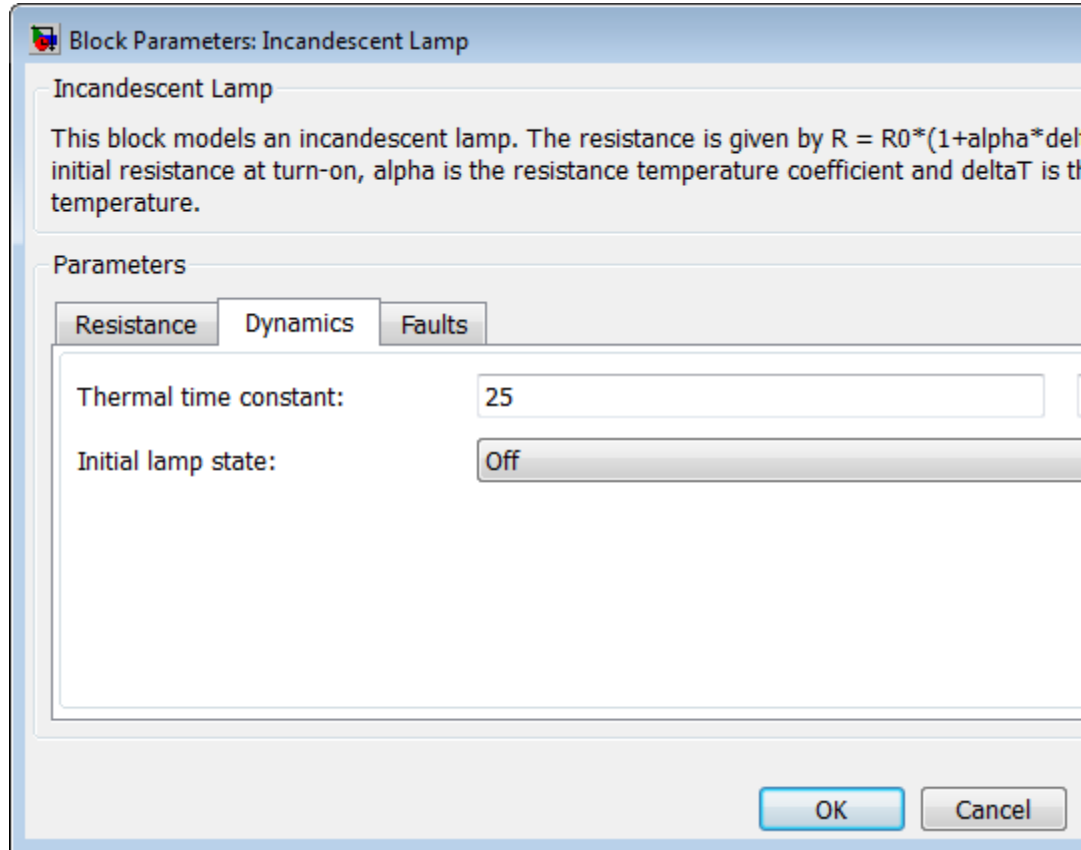 Block Parameters: Incandescent Lamp
Incandescent Lamp
This block models an incandescent lamp. The resistance is given by R = R0*(1+alpha*del
initial resistance at turn-on, alpha is the resistance temperature coefficient and deltaT is
temperature.
Parameters
Resistance Dynamics Faults
Thermal time constant: 25
Initial lamp state: Off
OK Cancel